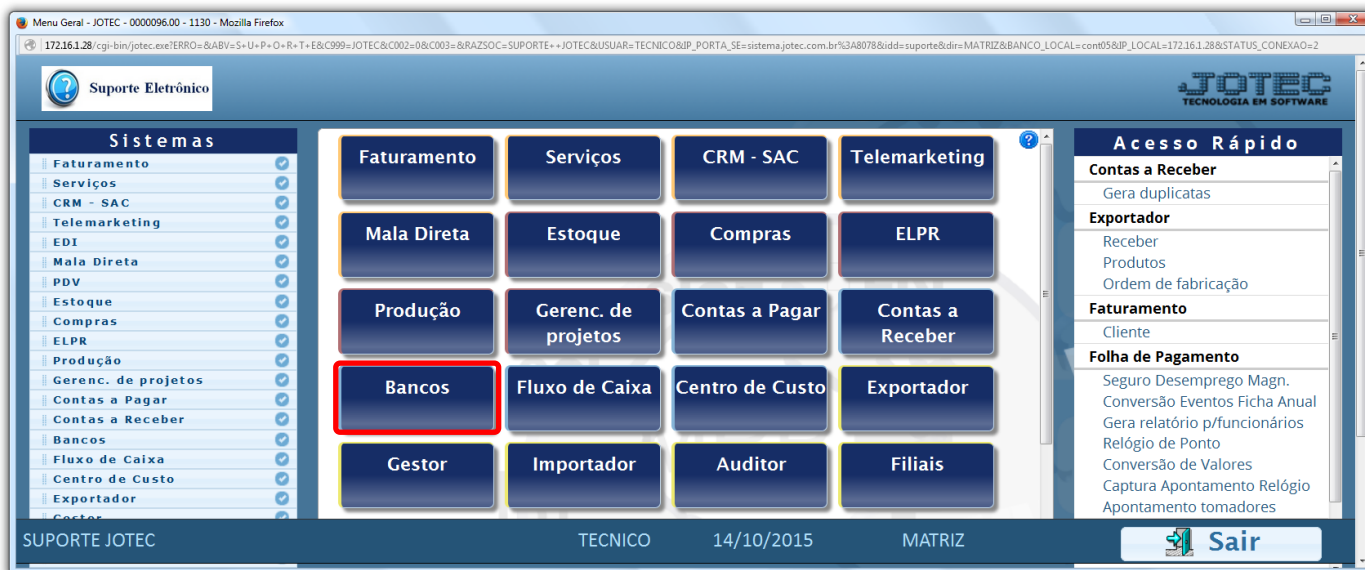 Menu Geral - JOTEC - 0000096.00 - 1130 - Mozilla Firefox
172.16.1.28/cgi-bin/jotec.exe?ERRO=&ABV=S+U+P+O+R+T+E&C999=JOTEC&C002=0&C003=&RAZSOC=SUPORTE++JOTEC&USUAR=TECNICO&IP_PORTA_SE=sistema.jotec.com.br%3A8078&idd=suporte&dir=MATRIZ&BANCO_LOCAL=cont05&IP_LOCAL=172.16.1.28&STATUS_CONEXAO=2
Suporte Eletrônico
JOTEC
TECNOLOGIA EM SOFTWARE
Sistemas
Faturamento
Serviços
CRM - SAC
Telemarketing
EDI
Mala Direta
PDV
Estoque
Compras
ELPR
Produção
Gerenc. de projetos
Contas a Pagar
Contas a Receber
Bancos
Fluxo de Caixa
Centro de Custo
Exportador
Gestor
Faturamento
Serviços
CRM - SAC
Telemarketing
Mala Direta
Estoque
Compras
ELPR
Produção
Gerenc. de
projetos
Contas a Pagar
Contas a
Receber
Bancos
Fluxo de Caixa
Centro de Custo
Exportador
Gestor
Importador
Auditor
Filiais
Acesso Rápido
Contas a Receber
Gera duplicatas
Exportador
Receber
Produtos
Ordem de fabricação
Faturamento
Cliente
Folha de Pagamento
Seguro Desemprego Magn.
Conversão Eventos Ficha Anual
Gera relatório p/funcionários
Relógio de Ponto
Conversão de Valores
Captura Apontamento Relógio
Apontamento tomadores
SUPORTE JOTEC
TECNICO
14/10/2015
MATRIZ
Sair